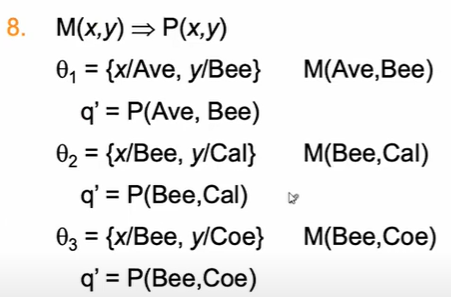 8. M(x,y) ⇒ P(x,y)
θ₁ = {x/Ave, y/Bee} M(Ave,Bee)
q' = P(Ave, Bee)
θ₂ = {x/Bee, y/Cal} M(Bee,Cal)
q' = P(Bee,Cal)
θ₃ = {x/Bee, y/Coe} M(Bee,Coe)
q' = P(Bee,Coe)